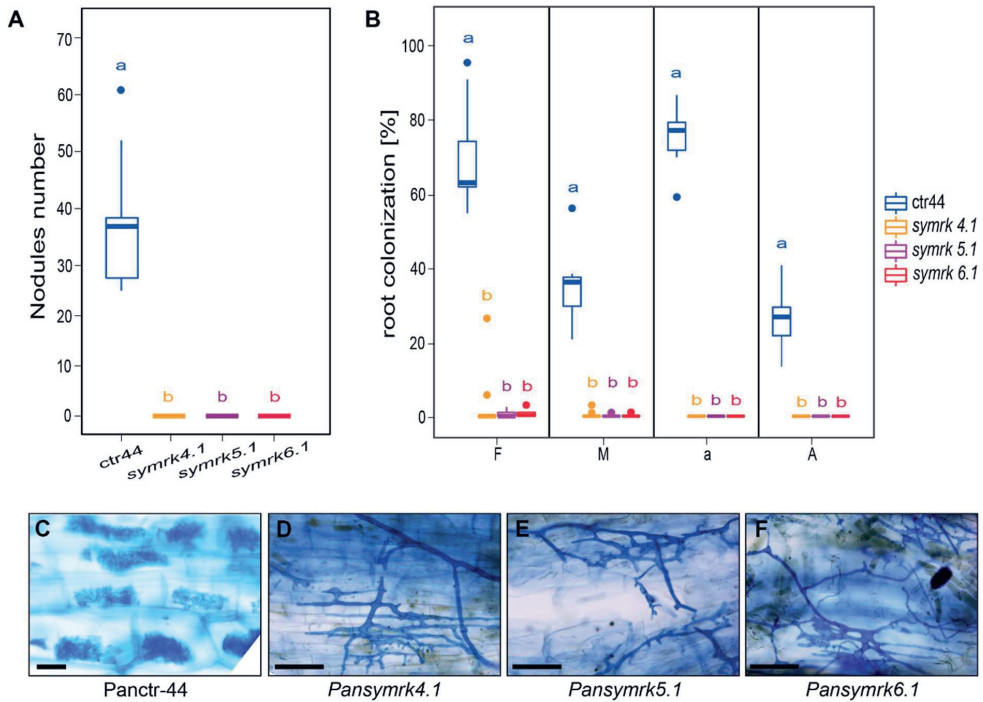 A
Nodules number
70
60
50
40
30
20
10
0
a
b
b
b
ctr44
symrk4.1
symrk5.1
symrk6.1
B
root colonization [%]
100
80
60
40
20
0
a
b
b
b
a
b
b
b
a
b
b
b
a
b
b
b
F
M
a
A
ctr44
symrk 4.1
symrk 5.1
symrk 6.1
C
D
E
F
Panctr-44
Pansymrk4.1
Pansymrk5.1
Pansymrk6.1